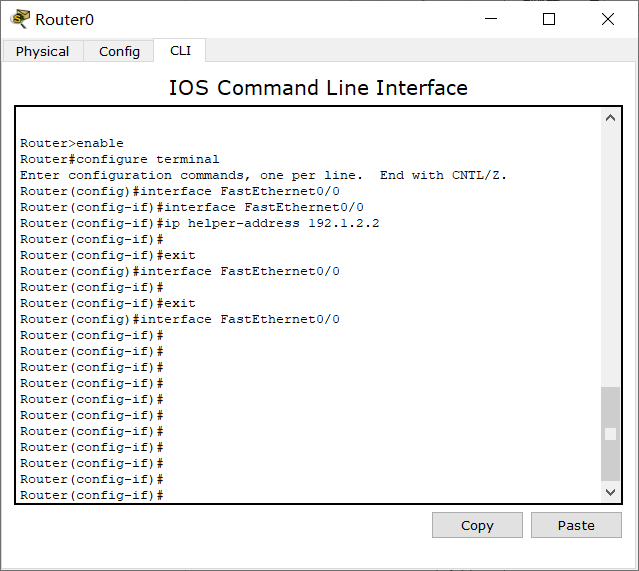 Router0
Physical Config CLI
IOS Command Line Interface
Router>enable
Router#configure terminal
Enter configuration commands, one per line.  End with CNTL/Z.
Router(config)#interface FastEthernet0/0
Router(config-if)#interface FastEthernet0/0
Router(config-if)#ip helper-address 192.1.2.2
Router(config-if)#
Router(config-if)#exit
Router(config)#interface FastEthernet0/0
Router(config-if)#
Router(config-if)#exit
Router(config)#interface FastEthernet0/0
Router(config-if)#
Router(config-if)#
Router(config-if)#
Router(config-if)#
Router(config-if)#
Router(config-if)#
Router(config-if)#
Router(config-if)#
Router(config-if)#
Router(config-if)#
Router(config-if)#
Copy Paste